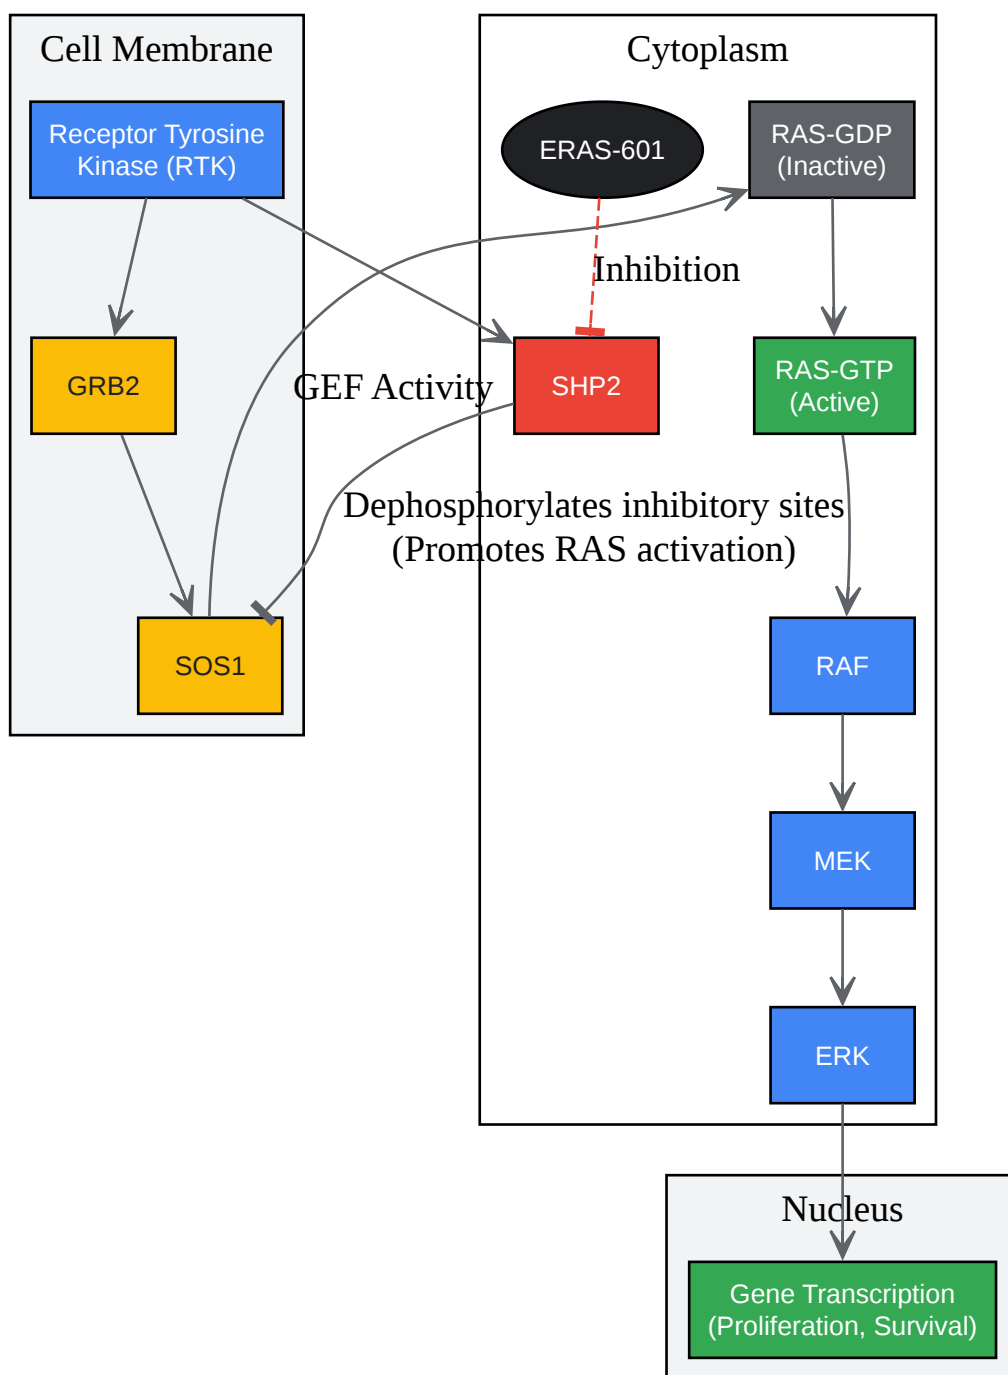 Cell Membrane
Receptor Tyrosine
Kinase (RTK)
GRB2
SOS1
Cytoplasm
ERAS-601
RAS-GDP
(Inactive)
Inhibition
GEF Activity
SHP2
RAS-GTP
(Active)
Dephosphorylates inhibitory sites
(Promotes RAS activation)
RAF
MEK
ERK
Nucleus
Gene Transcription
(Proliferation, Survival)